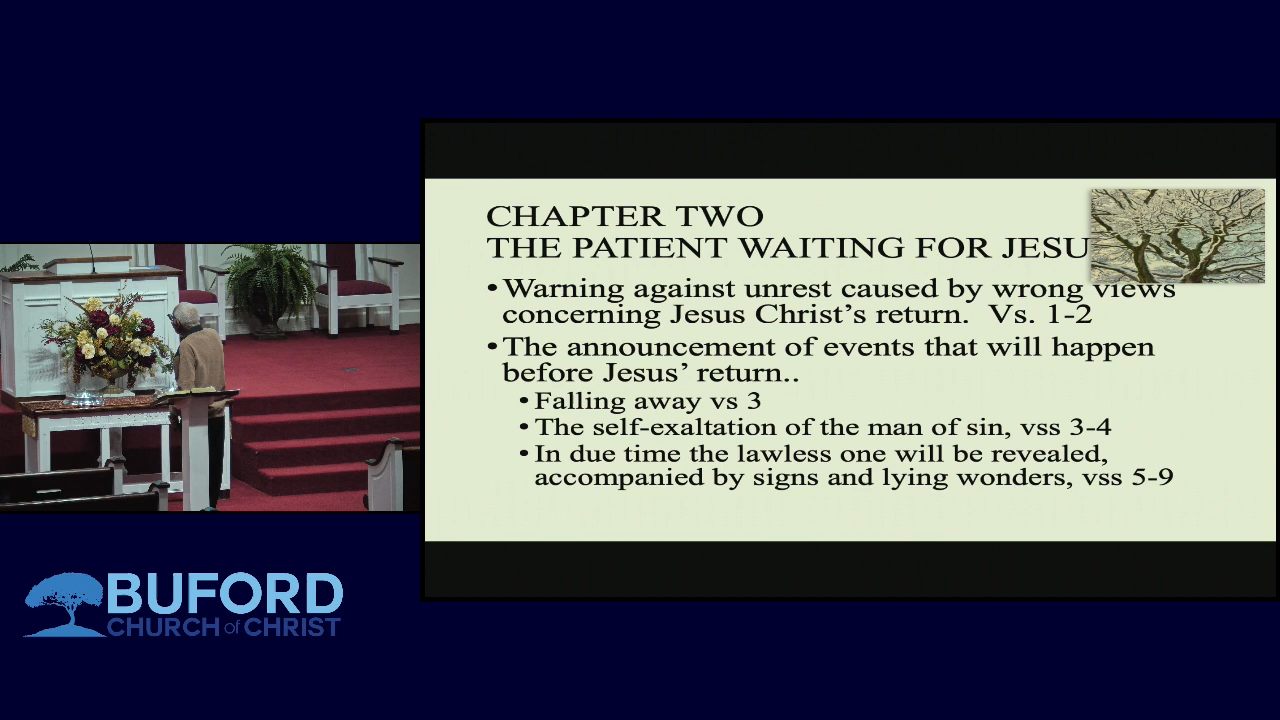 CHAPTER TWO
THE PATIENT WAITING FOR JESU
• Warning against unrest caused by wrong views
concerning Jesus Christ’s return.  Vs. 1-2
• The announcement of events that will happen
before Jesus’ return..
• Falling away vs 3
• The self-exaltation of the man of sin, vss 3-4
• In due time the lawless one will be revealed,
accompanied by signs and lying wonders, vss 5-9
BUFORD
CHURCH of CHRIST